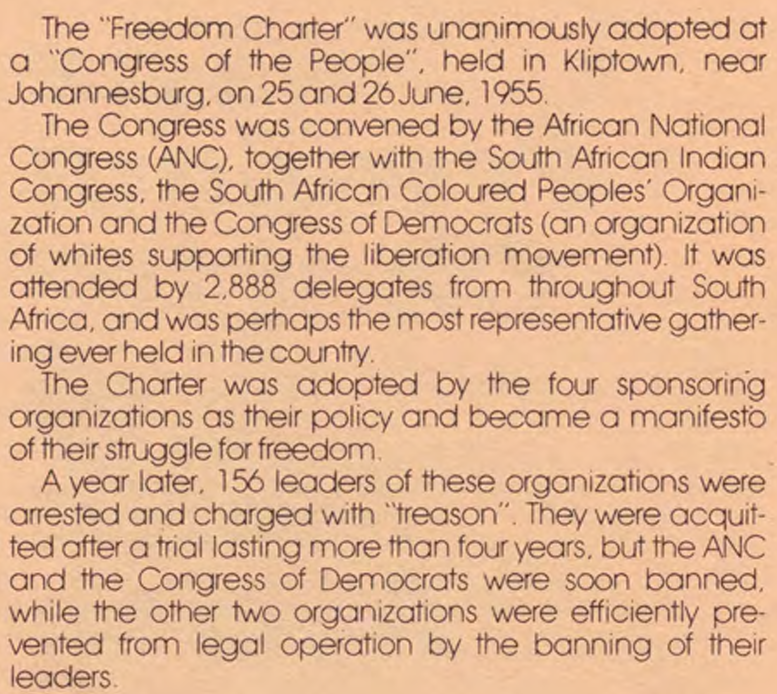 The "Freedom Charter" was unanimously adopted at
a "Congress of the People", held in Kliptown, near
Johannesburg, on 25 and 26 June, 1955.
The Congress was convened by the African National
Congress (ANC), together with the South African Indian
Congress, the South African Coloured Peoples' Organi-
zation and the Congress of Democrats (an organization
of whites supporting the liberation movement). It was
attended by 2,888 delegates from throughout South
Africa, and was perhaps the most representative gather-
ing ever held in the country.
The Charter was adopted by the four sponsoring
organizations as their policy and became a manifesto
of their struggle for freedom.
A year later, 156 leaders of these organizations were
arrested and charged with "treason". They were acquit-
ted after a trial lasting more than four years, but the ANC
and the Congress of Democrats were soon banned,
while the other two organizations were efficiently pre-
vented from legal operation by the banning of their
leaders.